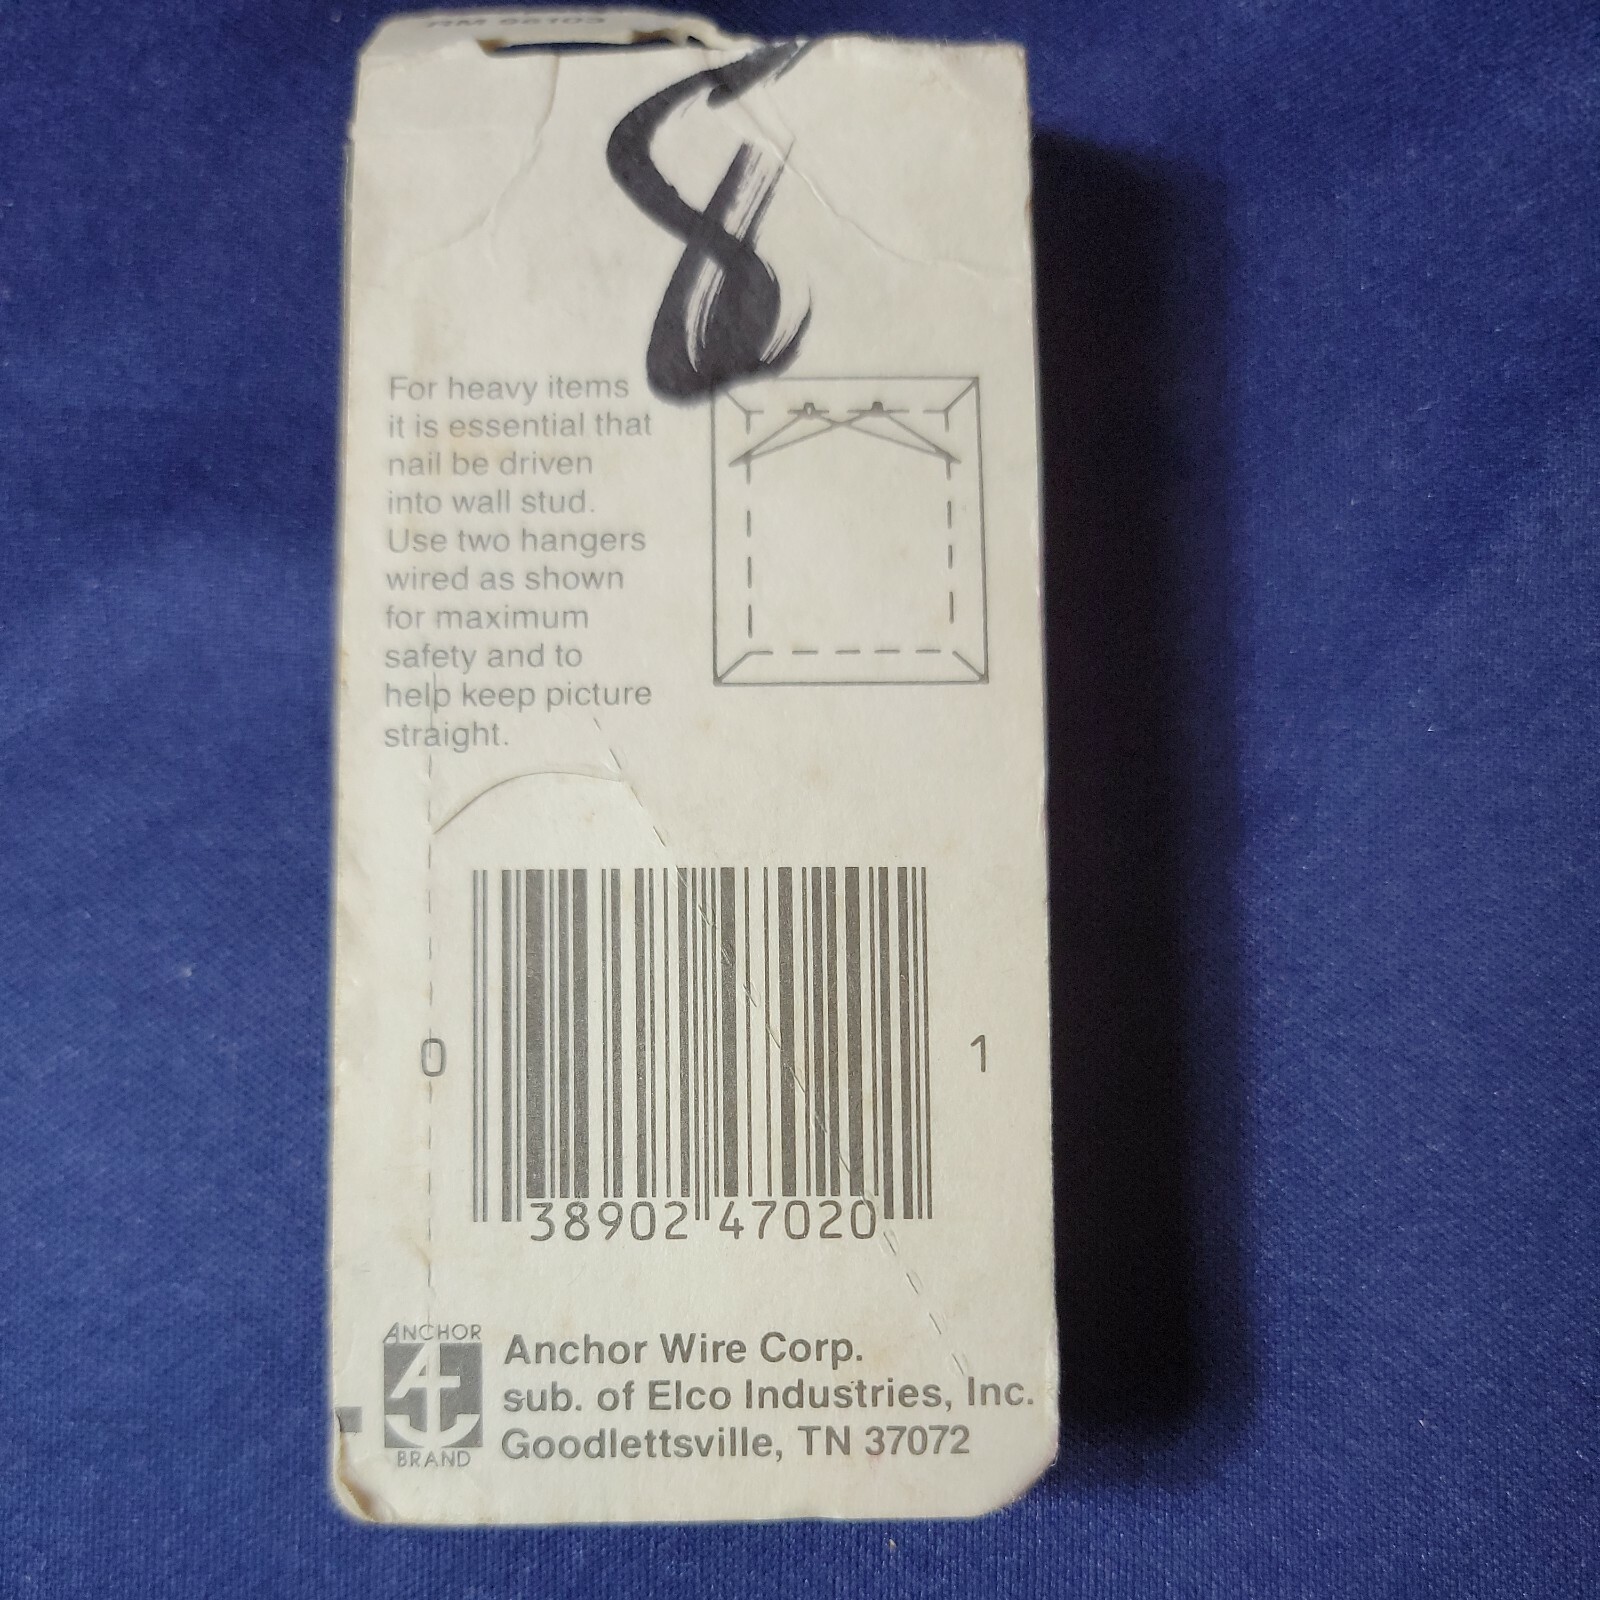 RM 96103
8
For heavy items
it is essential that
nail be driven
into wall stud.
Use two hangers
wired as shown
for maximum
safety and to
help keep picture
straight.
0 38902 47020 1
ANCHOR
BRAND
Anchor Wire Corp.
sub. of Elco Industries, Inc.
Goodlettsville, TN 37072